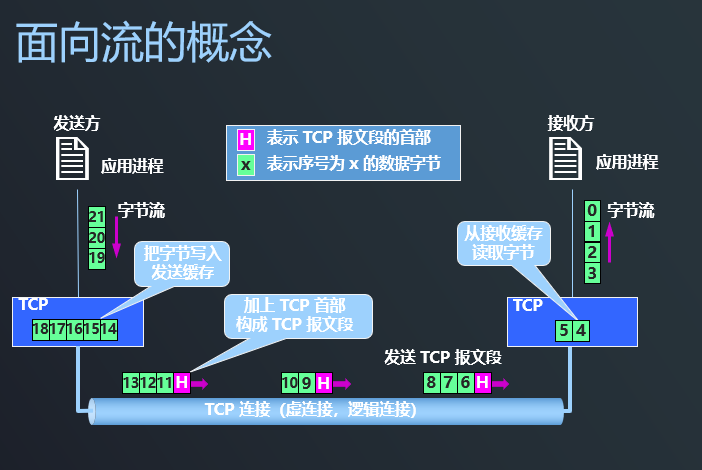 面向流的概念
发送方
应用进程
H 表示 TCP 报文段的首部
x 表示序号为 x 的数据字节
接收方
应用进程
字节流
21
20
19
把字节写入
发送缓存
从接收缓存
读取字节
字节流
0
1
2
3
TCP
18 17 16 15 14
加上 TCP 首部
构成 TCP 报文段
TCP
5 4
发送 TCP 报文段
13 12 11 H
10 9 H
8 7 6 H
TCP 连接（虚连接，逻辑连接）